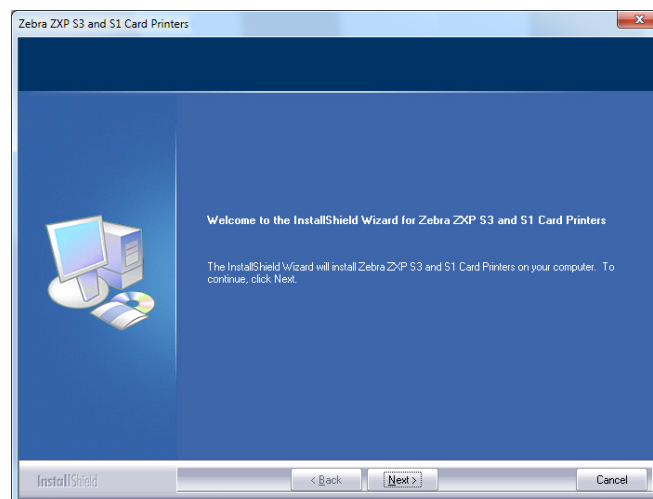 Zebra ZXP S3 and S1 Card Printers
Welcome to the InstallShield Wizard for Zebra ZXP S3 and S1 Card Printers
The InstallShield Wizard will install Zebra ZXP S3 and S1 Card Printers on your computer. To
continue, click Next.
InstallShield
< Back
Next >
Cancel